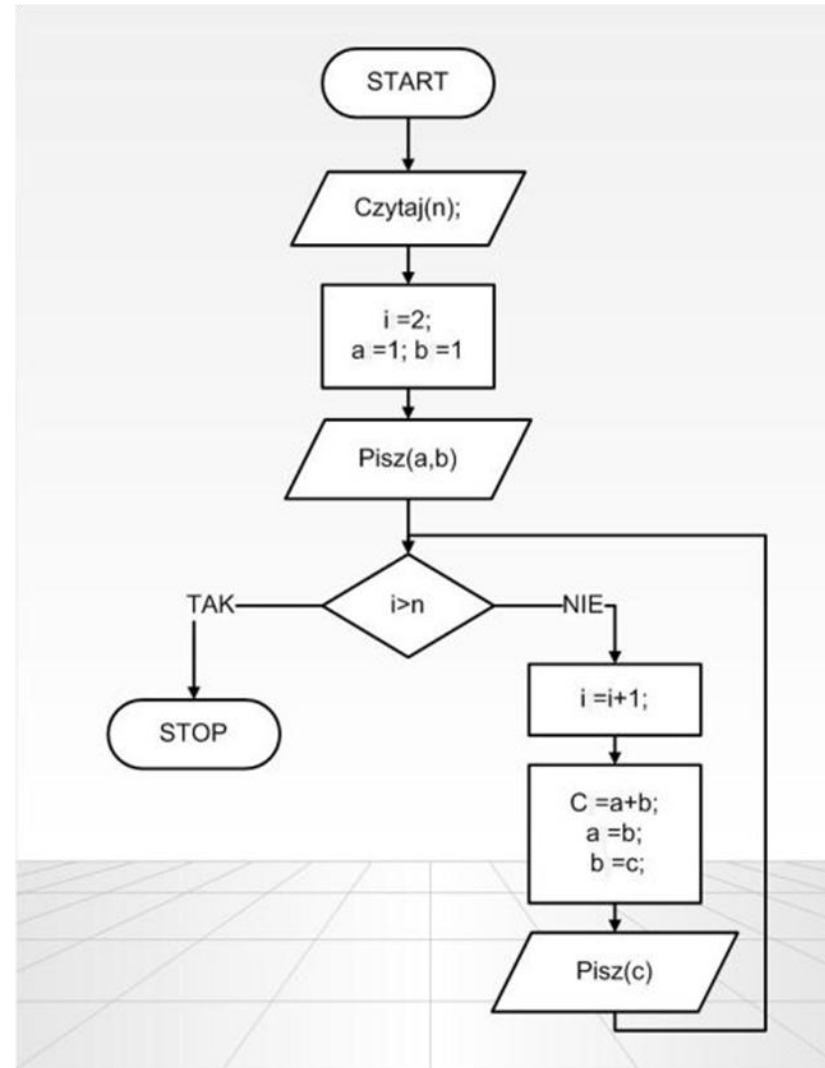 START
Czytaj(n);
i =2;
a =1; b =1
Pisz(a,b)
i>n
TAK
NIE
STOP
i =i+1;
C =a+b;
a =b;
b =c;
Pisz(c)